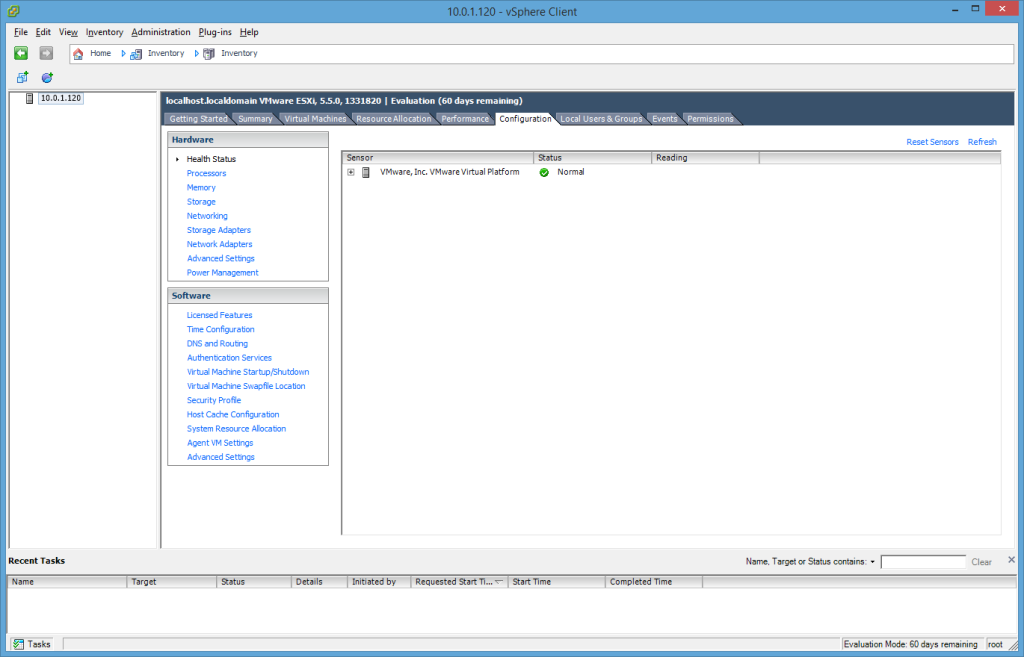 10.0.1.120 - vSphere Client
File Edit View Inventory Administration Plug-ins Help
Home Inventory Inventory
10.0.1.120
localhost.localdomain VMware ESXi, 5.5.0, 1331820 | Evaluation (60 days remaining)
Getting Started Summary Virtual Machines Resource Allocation Performance Configuration Local Users & Groups Events Permissions
Hardware
Health Status
Processors
Memory
Storage
Networking
Storage Adapters
Network Adapters
Advanced Settings
Power Management
Software
Licensed Features
Time Configuration
DNS and Routing
Authentication Services
Virtual Machine Startup/Shutdown
Virtual Machine Swapfile Location
Security Profile
Host Cache Configuration
System Resource Allocation
Agent VM Settings
Advanced Settings
Reset Sensors Refresh
Sensor Status Reading
VMware, Inc. VMware Virtual Platform Normal
Recent Tasks
Name, Target or Status contains: Clear
Name Target Status Details Initiated by Requested Start Ti... Start Time Completed Time
Tasks
Evaluation Mode: 60 days remaining root